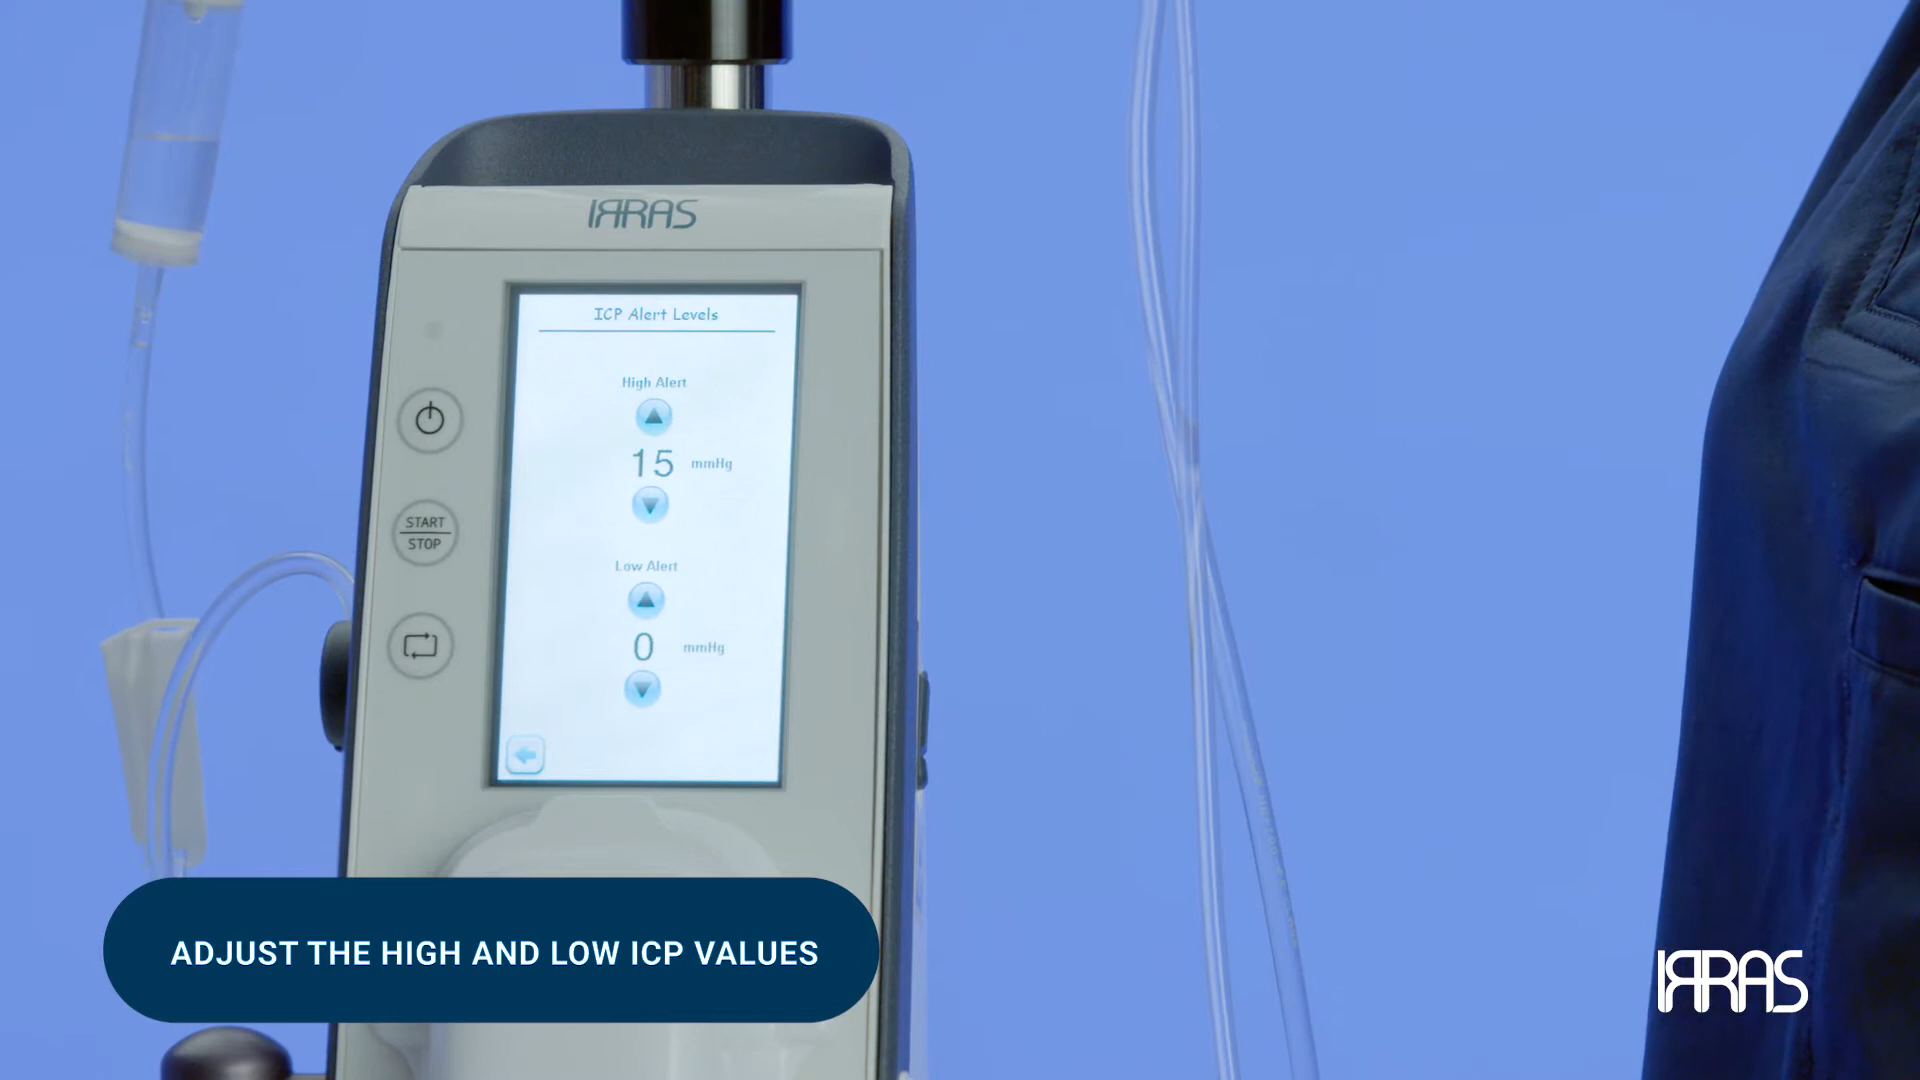 IRRAS
ICP Alert Levels
High Alert
15 mmHg
START
STOP
Low Alert
0 mmHg
ADJUST THE HIGH AND LOW ICP VALUES
IRRAS